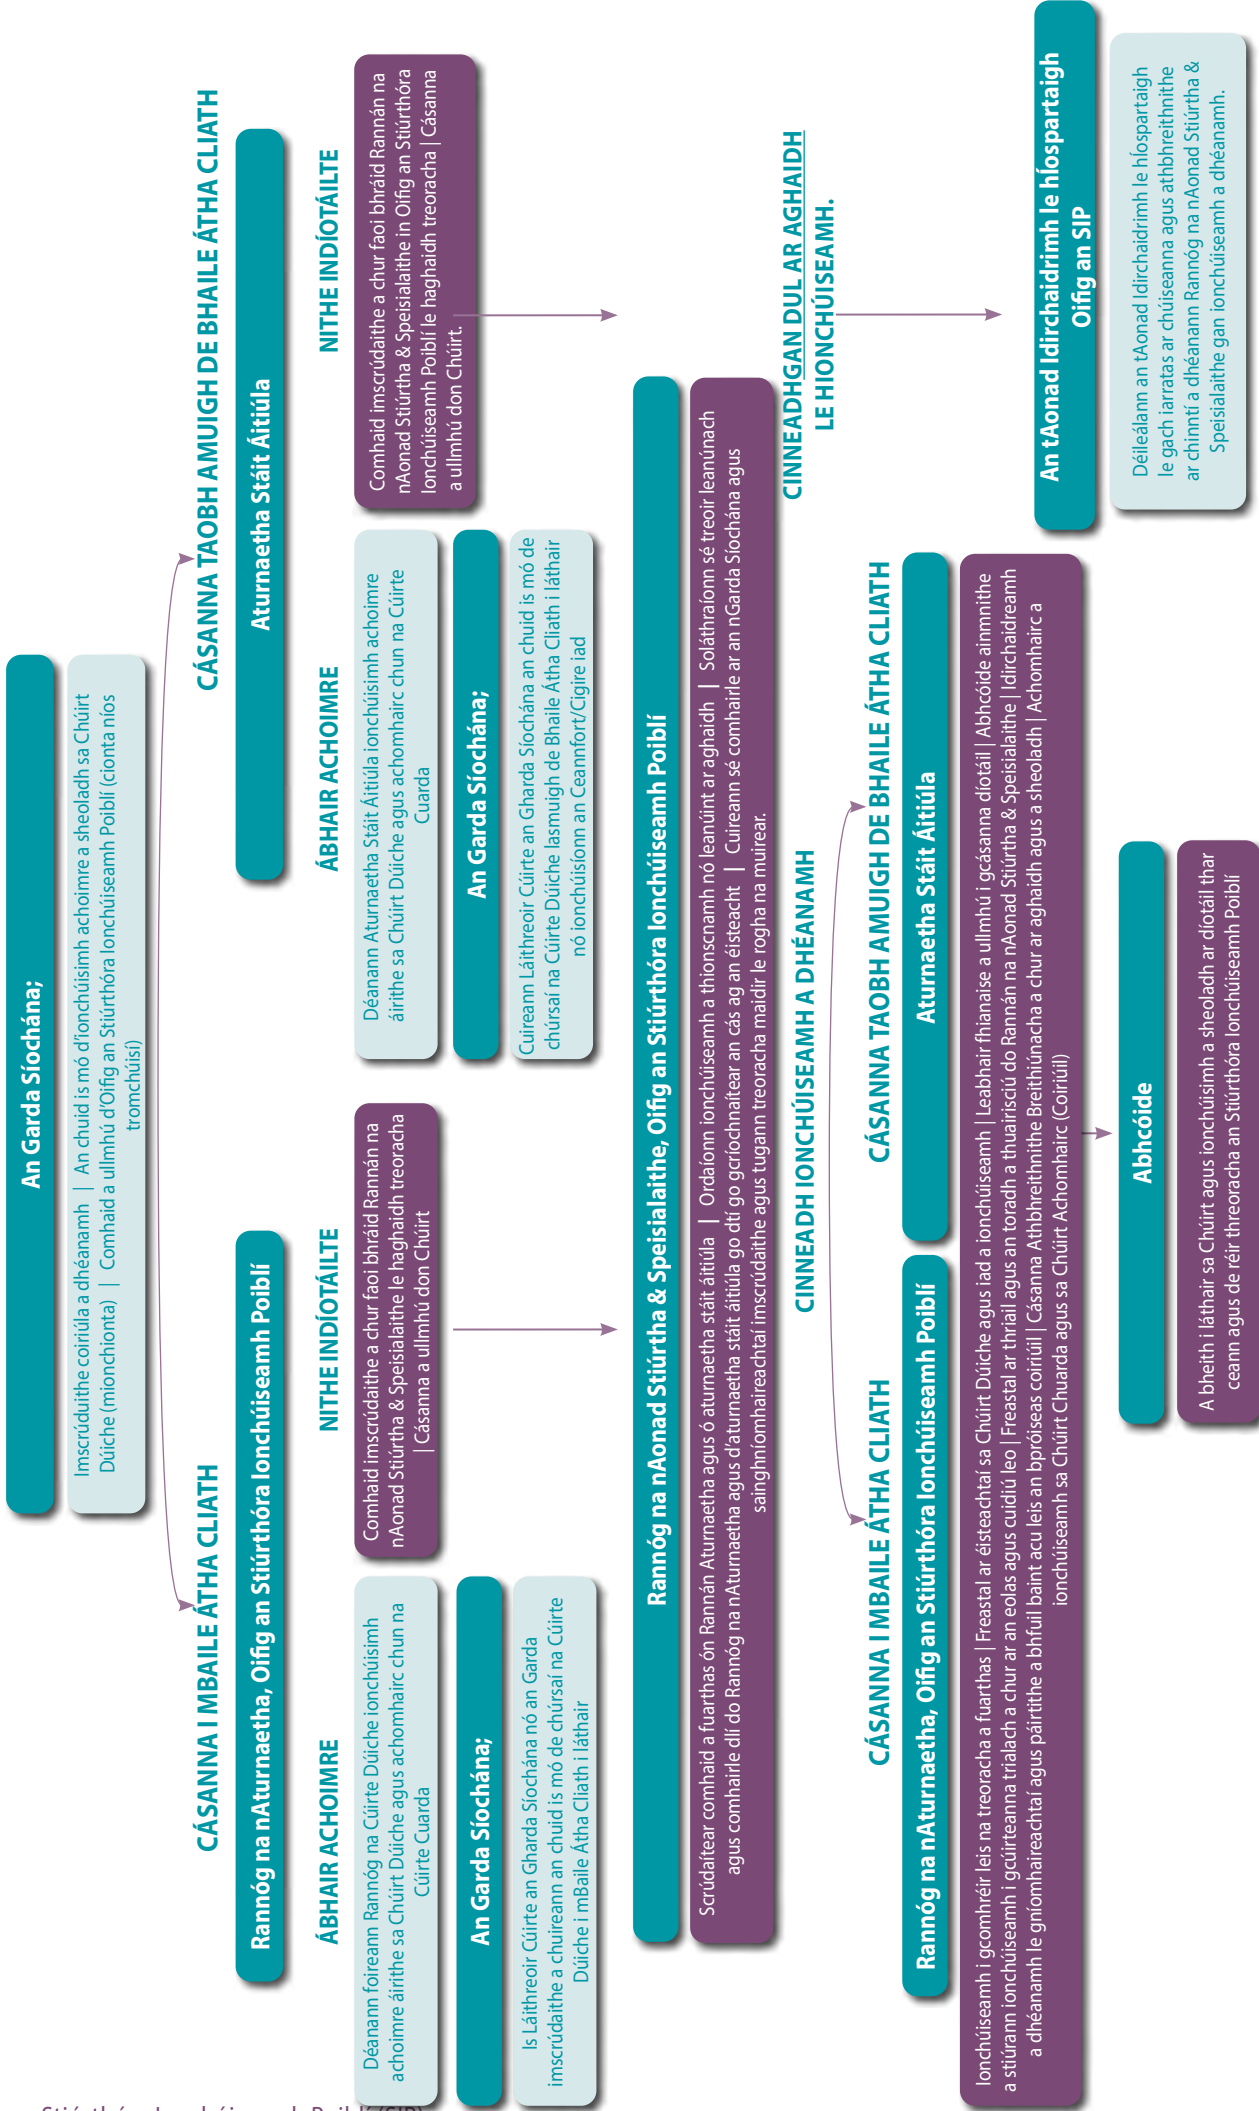 An Garda Síochána;
Imscrúduithe coiriúla a dhéanamh | An chuid is mó d'ionchúisimh achoimre a sheoladh sa Chúirt
Dúiche (mionchionta) | Comhaid a ullmhú d'Oifig an Stiúrthóra Ionchúiseamh Poiblí (cionta níos
tromchúisí)
CÁSANNA I MBAILE ÁTHA CLIATH
Rannóg na nAturnaetha, Oifig an Stiúrthóra Ionchúiseamh Poiblí
ÁBHAIR ACHOIMRE
Déanann foireann Rannóg na Cúirte Dúiche ionchúisimh
achoimre áirithe sa Chúirt Dúiche agus achomhairc chun na
Cúirte Cuarda
An Garda Síochána;
Is Láithreoir Cúirte an Gharda Síochána nó an Garda
imscrúdaithe a chuireann an chuid is mó de chúrsaí na Cúirte
Dúiche i mBaile Átha Cliath i láthair
NITHE INDÍOTÁILTE
Comhaid imscrúdaithe a chur faoi bhráid Rannán na
nAonad Stiúrtha & Speisialaithe le haghaidh treoracha
| Cásanna a ullmhú don Chúirt
CÁSANNA TAOBH AMUIGH DE BHAILE ÁTHA CLIATH
Aturnaetha Stáit Áitiúla
ÁBHAIR ACHOIMRE
Déanann Aturnaetha Stáit Áitiúla ionchúisimh achoimre
áirithe sa Chúirt Dúiche agus achomhairc chun na Cúirte
Cuarda
An Garda Síochána;
Cuireann Láithreoir Cúirte an Gharda Síochána an chuid is mó de
chúrsaí na Cúirte Dúiche lasmuigh de Bhaile Átha Cliath i láthair
nó ionchúisíonn an Ceannfort/Cigire iad
NITHE INDÍOTÁILTE
Comhaid imscrúdaithe a chur faoi bhráid Rannán na
nAonad Stiúrtha & Speisialaithe in Oifig an Stiúrthóra
Ionchúiseamh Poiblí le haghaidh treoracha | Cásanna
a ullmhú don Chúirt.
Rannóg na nAonad Stiúrtha & Speisialaithe, Oifig an Stiúrthóra Ionchúiseamh Poiblí
Scrúdaítear comhaid a fuarthas ón Rannán Aturnaetha agus ó aturnaetha stáit áitiúla | Ordaíonn ionchúiseamh a thionscnamh nó leanúint ar aghaidh | Soláthraíonn sé treoir leanúnach
agus comhairle dlí do Rannóg na nAturnaetha agus d'aturnaetha stáit áitiúla go dtí go gcríochnaítear an cás ag an éisteacht | Cuireann sé comhairle ar an nGarda Síochána agus
sainghníomhaireachtaí imscrúdaithe agus tugann treoracha maidir le rogha na muirear.
CINNEADH IONCHÚISEAMH A DHÉANAMH
CINNEADHGAN DUL AR AGHAIDH
LE HIONCHÚISEAMH.
CÁSANNA I MBAILE ÁTHA CLIATH
Rannóg na nAturnaetha, Oifig an Stiúrthóra Ionchúiseamh Poiblí
CÁSANNA TAOBH AMUIGH DE BHAILE ÁTHA CLIATH
Aturnaetha Stáit Áitiúla
Ionchúiseamh i gcomhréir leis na treoracha a fuarthas | Freastal ar éisteachtaí sa Chúirt Dúiche agus iad a ionchúiseamh | Leabhair fhianaise a ullmhú i gcásanna díotáil | Abhcóide ainmnithe
a stiúrann ionchúiseamh i gcúirteanna trialach a chur ar an eolas agus cuidiú leo | Freastal ar thriail agus an toradh a thuairisciú do Rannán na nAonad Stiúrtha & Speisialaithe | Idirchaidreamh
a dhéanamh le gníomhaireachtaí agus páirtithe a bhfuil baint acu leis an bpróiseas coiriúil | Cásanna Athbhreithnithe Breithiúnacha a chur ar aghaidh agus a sheoladh | Achomhairc a
ionchúiseamh sa Chúirt Chuarda agus sa Chúirt Achomhairc (Coiriúil)
Abhcóide
A bheith i láthair sa Chúirt agus ionchúisimh a sheoladh ar díotáil thar
ceann agus de réir threoracha an Stiúrthóra Ionchúiseamh Poiblí
An tAonad Idirchaidrimh le hÍospartaigh
Oifig an SIP
Déileálann an tAonad Idirchaidrimh le hÍospartaigh
le gach iarratas ar chúiseanna agus athbhreithnithe
ar chinntí a dhéanann Rannóg na nAonad Stiúrtha &
Speisialaithe gan ionchúiseamh a dhéanamh.